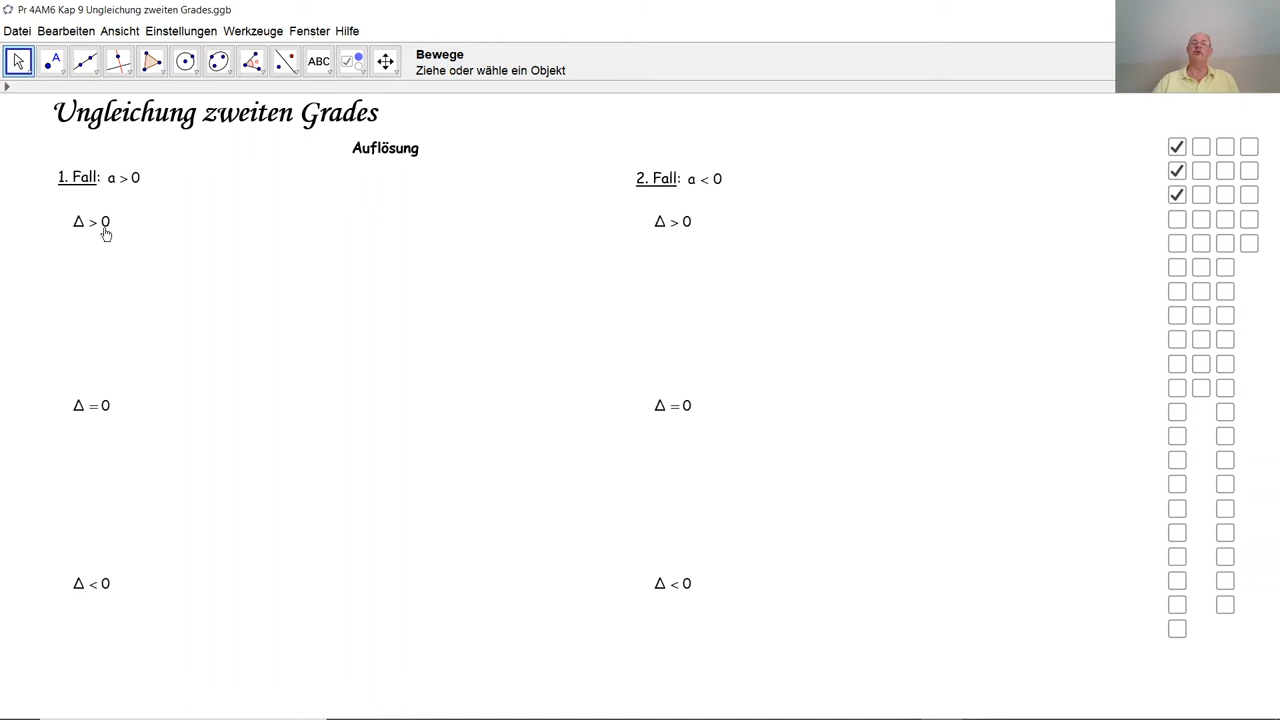 Pr 4AM6 Kap 9 Ungleichung zweiten Grades.ggb
Datei Bearbeiten Ansicht Einstellungen Werkzeuge Fenster Hilfe
A
ABC
Bewege
Ziehe oder wähle ein Objekt
Ungleichung zweiten Grades
Auflösung
1. Fall: a > 0
2. Fall: a < 0
Δ > 0
Δ > 0
Δ = 0
Δ = 0
Δ < 0
Δ < 0